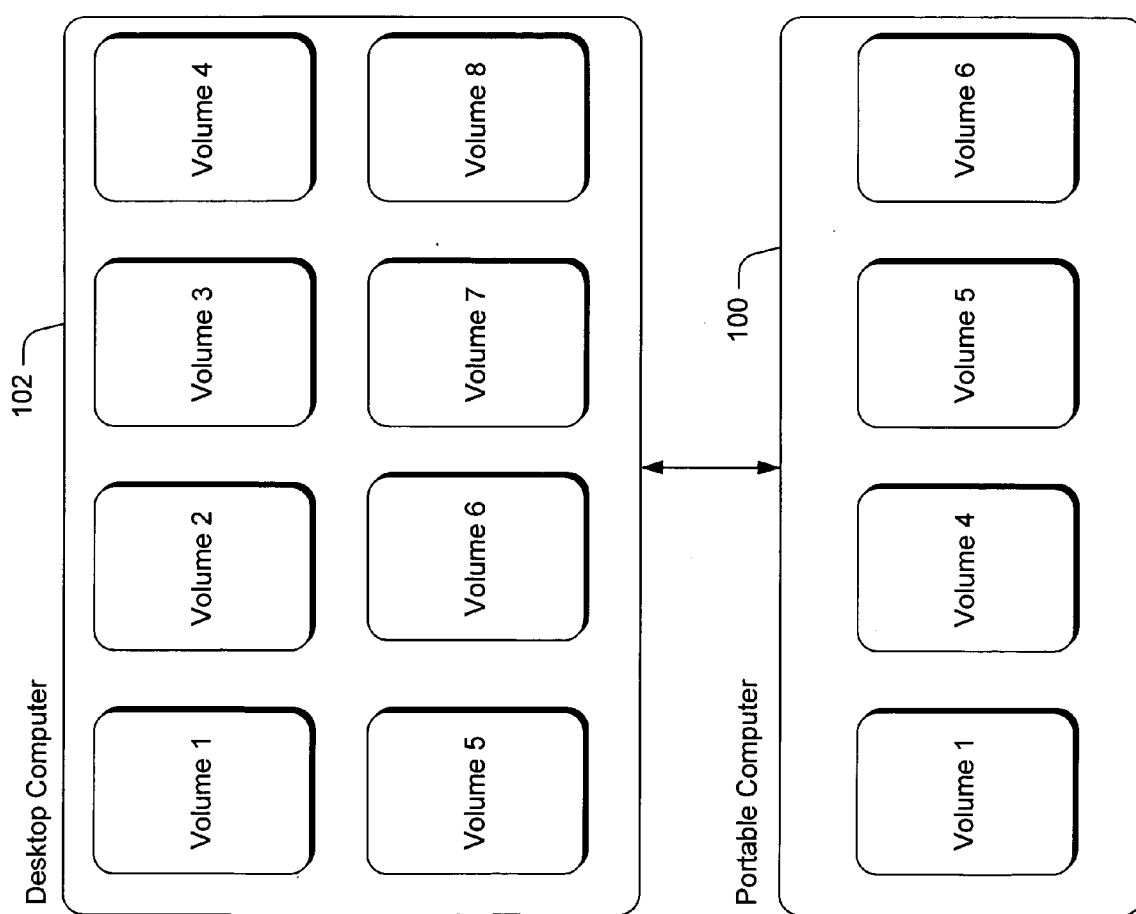 Desktop Computer
102
Volume 1
Volume 2
Volume 3
Volume 4
Volume 5
Volume 6
Volume 7
Volume 8
Portable Computer
100
Volume 1
Volume 4
Volume 5
Volume 6